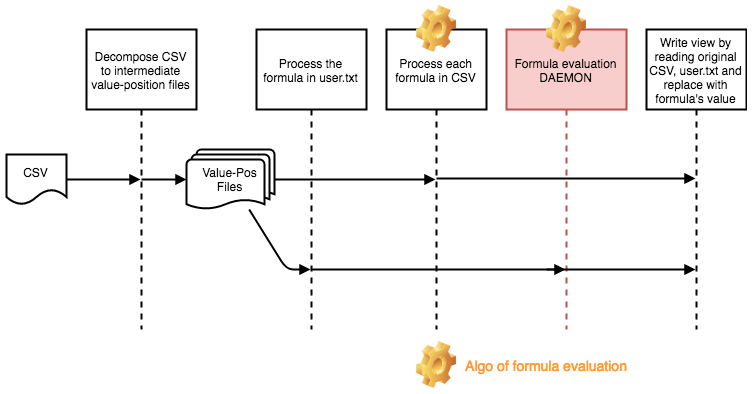 Decompose CSV
to intermediate
value-position files
Process the
formula in user.txt
Process each
formula in CSV
Formula evaluation
DAEMON
Write view by
reading original
CSV, user.txt and
replace with
formula's value
CSV
Value-Pos
Files
Algo of formula evaluation